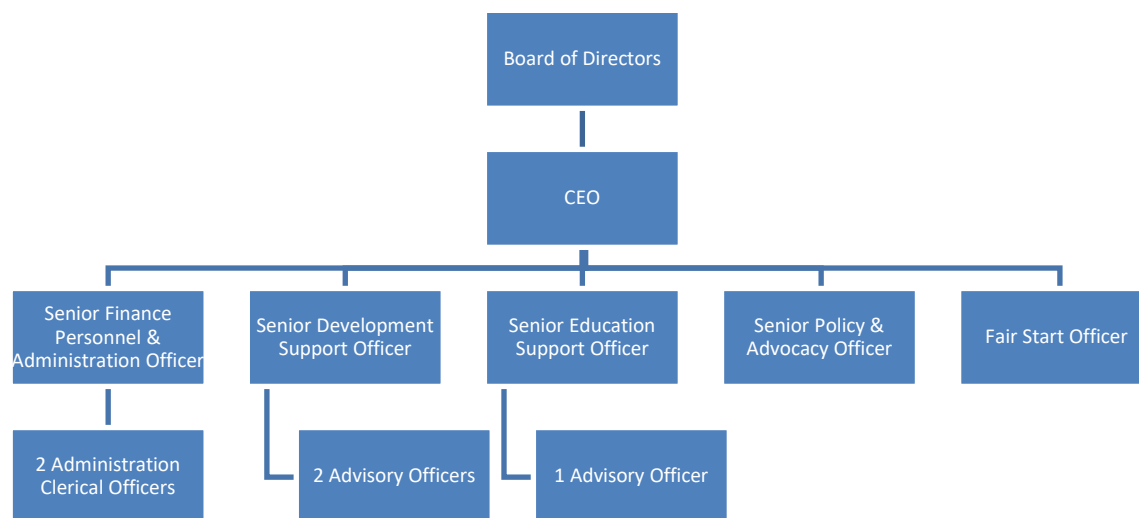 Board of Directors
CEO
Senior Finance
Personnel &
Administration Officer
Senior Development
Support Officer
Senior Education
Support Officer
Senior Policy &
Advocacy Officer
Fair Start Officer
2 Administration
Clerical Officers
2 Advisory Officers
1 Advisory Officer